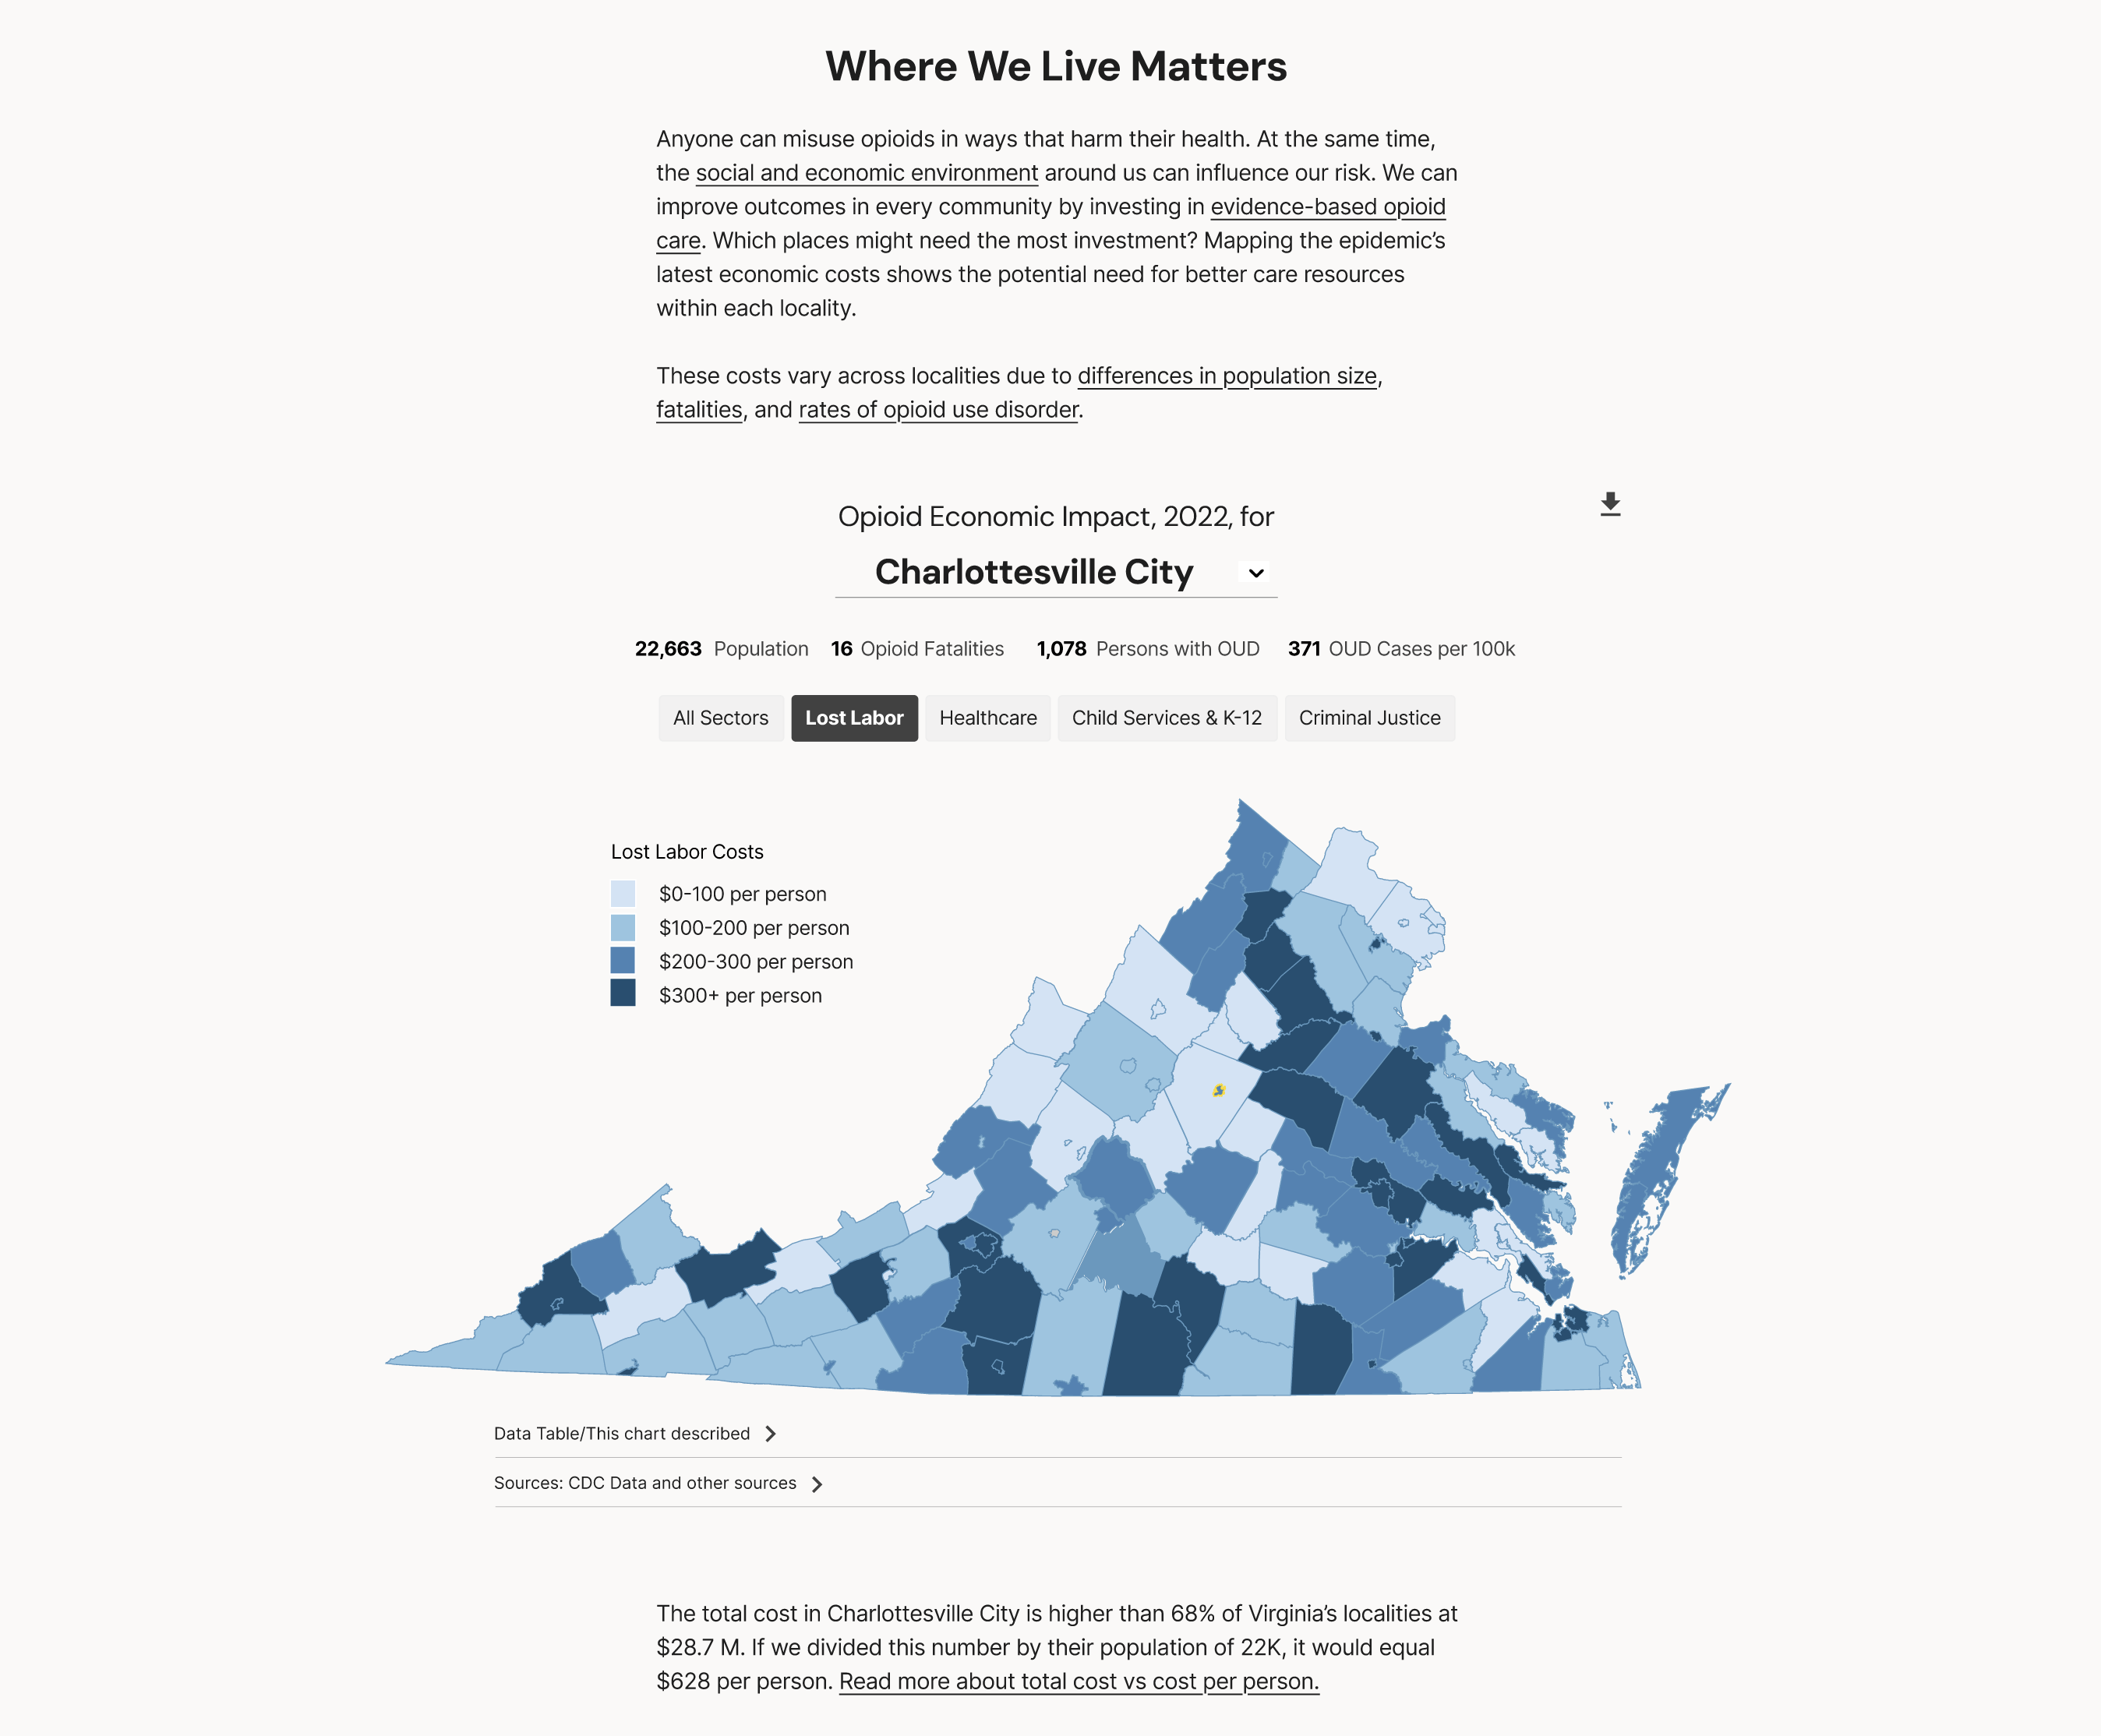 Where We Live Matters
Anyone can misuse opioids in ways that harm their health. At the same time,
the social and economic environment around us can influence our risk. We can
improve outcomes in every community by investing in evidence-based opioid
care. Which places might need the most investment? Mapping the epidemic’s
latest economic costs shows the potential need for better care resources
within each locality.
These costs vary across localities due to differences in population size,
fatalities, and rates of opioid use disorder.
Opioid Economic Impact, 2022, for
Charlottesville City
22,663 Population 16 Opioid Fatalities 1,078 Persons with OUD 371 OUD Cases per 100k
All Sectors Lost Labor Healthcare Child Services & K-12 Criminal Justice
Lost Labor Costs
$0-100 per person
$100-200 per person
$200-300 per person
$300+ per person
Data Table/This chart described
Sources: CDC Data and other sources
The total cost in Charlottesville City is higher than 68% of Virginia’s localities at
$28.7 M. If we divided this number by their population of 22K, it would equal
$628 per person. Read more about total cost vs cost per person.